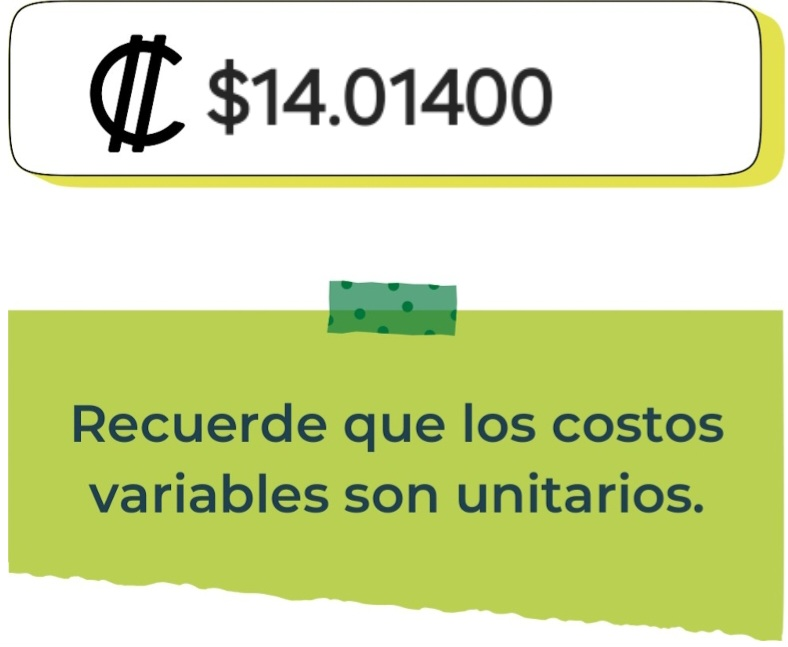 ₡ $14.01400
Recuerde que los costos
variables son unitarios.